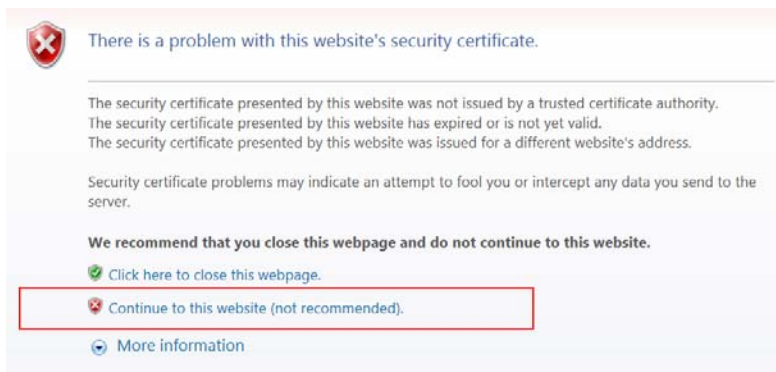 There is a problem with this website's security certificate.
The security certificate presented by this website was not issued by a trusted certificate authority.
The security certificate presented by this website has expired or is not yet valid.
The security certificate presented by this website was issued for a different website's address.
Security certificate problems may indicate an attempt to fool you or intercept any data you send to the
server.
We recommend that you close this webpage and do not continue to this website.
Click here to close this webpage.
Continue to this website (not recommended).
More information